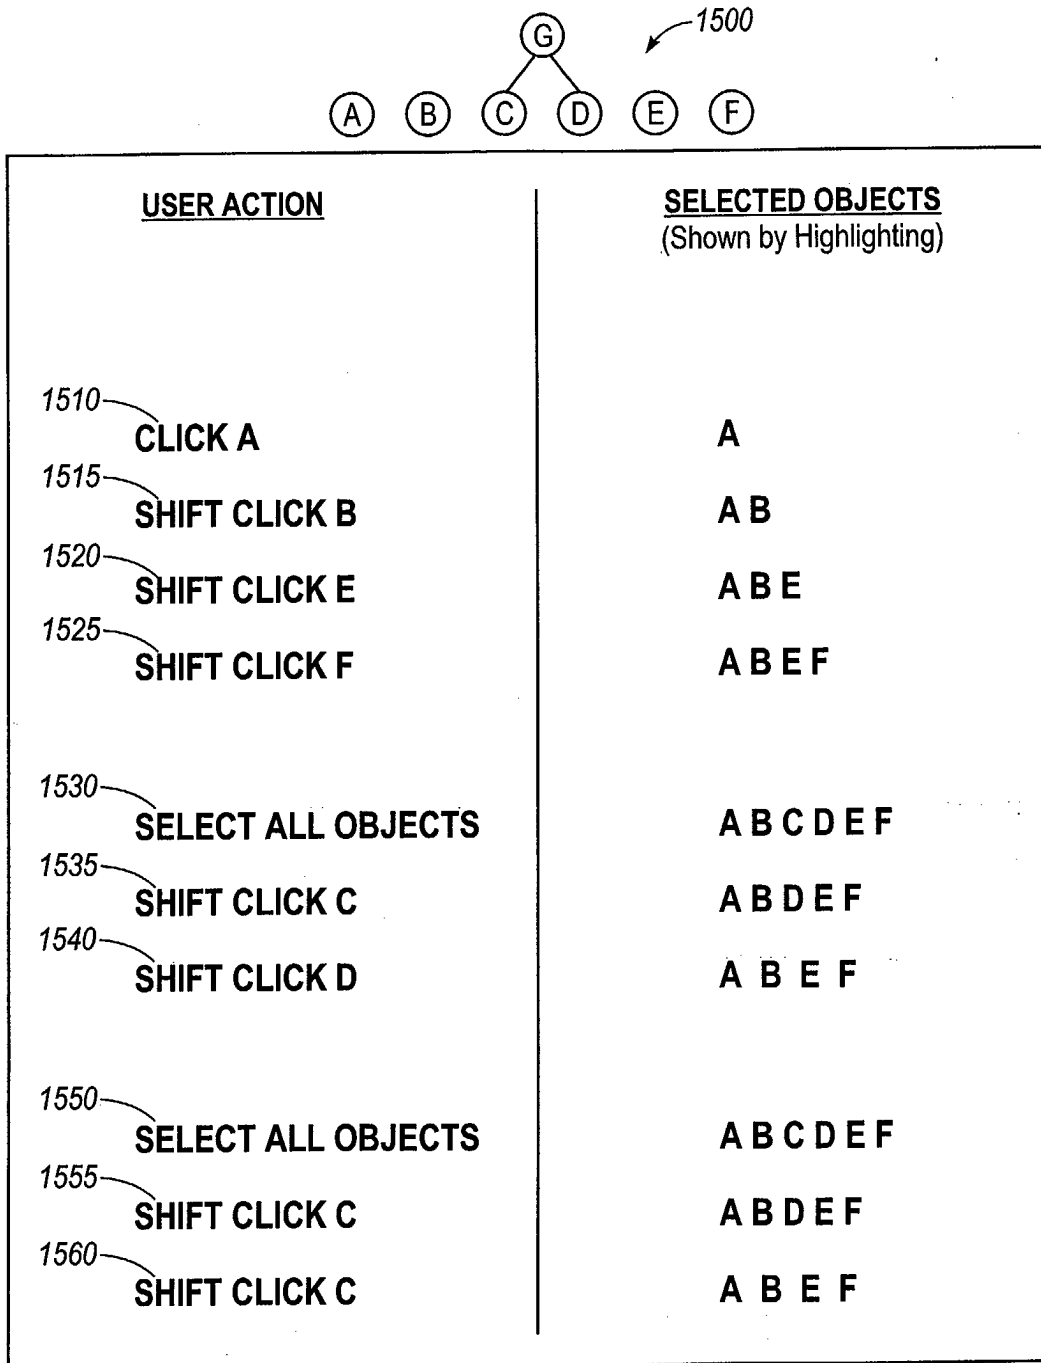 G
1500
A B C D E F
USER ACTION
SELECTED OBJECTS
(Shown by Highlighting)
1510
CLICK A
A
1515
SHIFT CLICK B
A B
1520
SHIFT CLICK E
A B E
1525
SHIFT CLICK F
A B E F
1530
SELECT ALL OBJECTS
A B C D E F
1535
SHIFT CLICK C
A B D E F
1540
SHIFT CLICK D
A B E F
1550
SELECT ALL OBJECTS
A B C D E F
1555
SHIFT CLICK C
A B D E F
1560
SHIFT CLICK C
A B E F